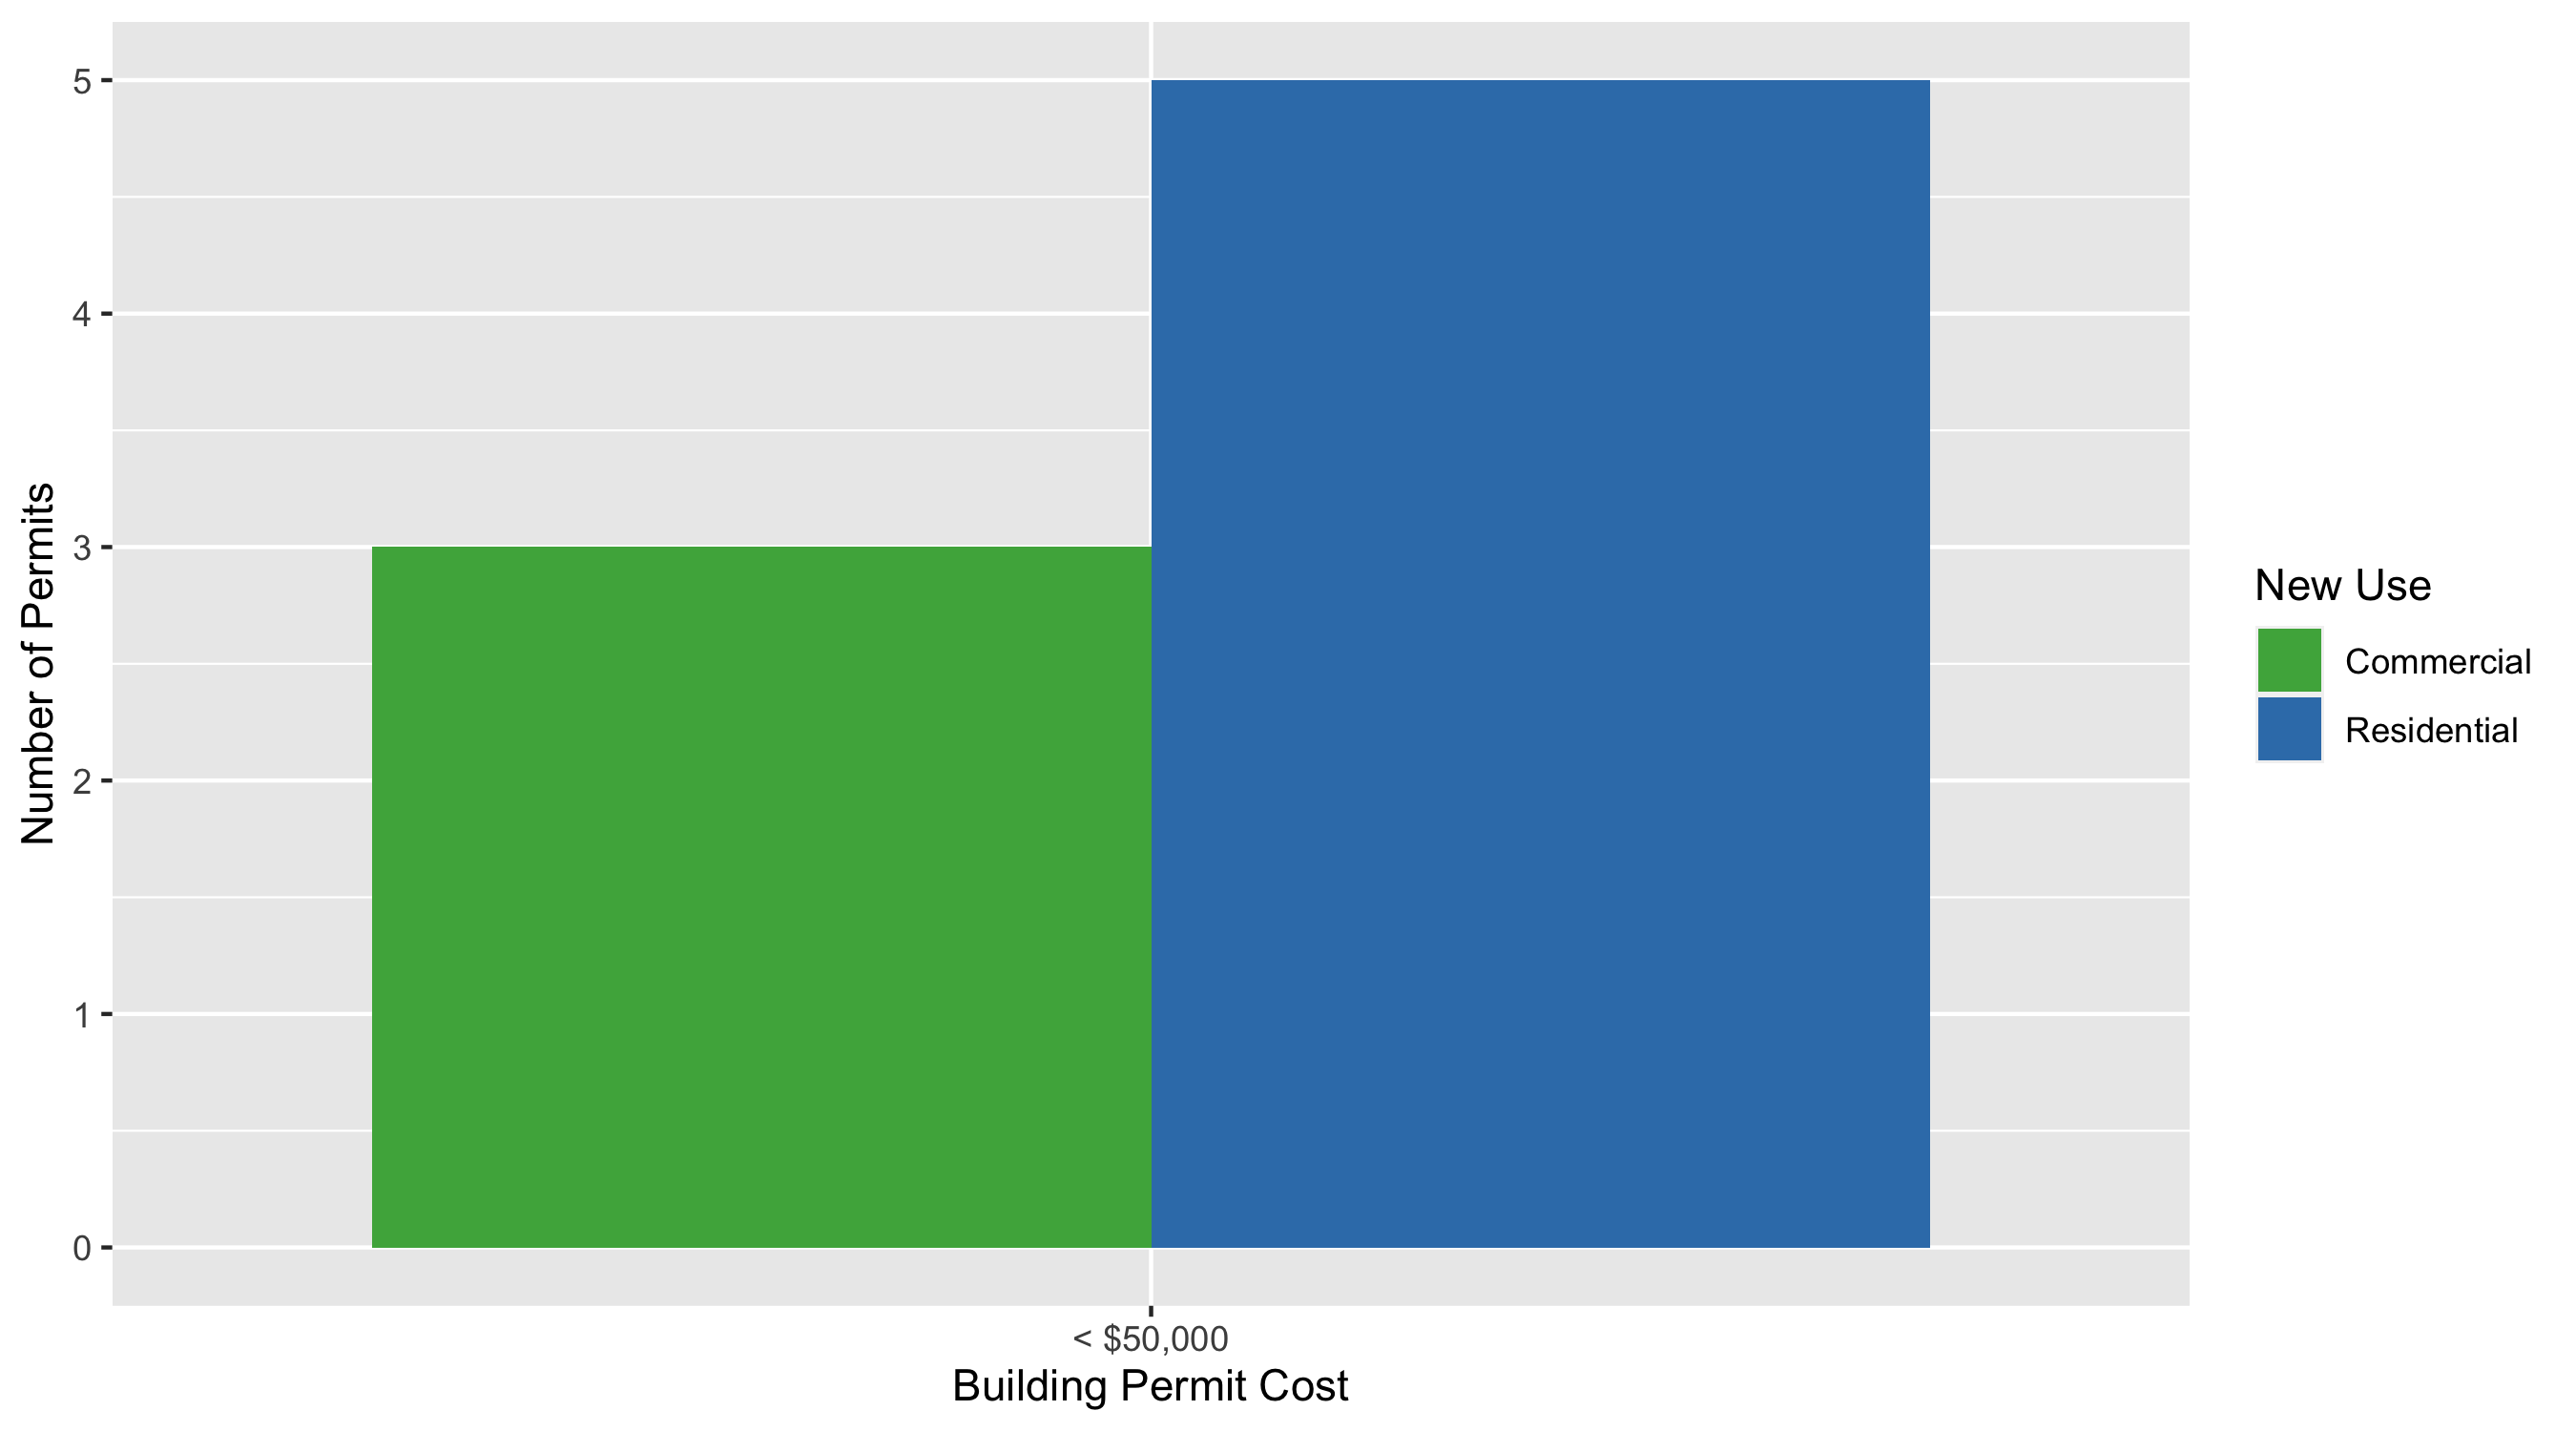 Number of Permits
5
4
3
2
1
0
< $50,000
Building Permit Cost
New Use
Commercial
Residential